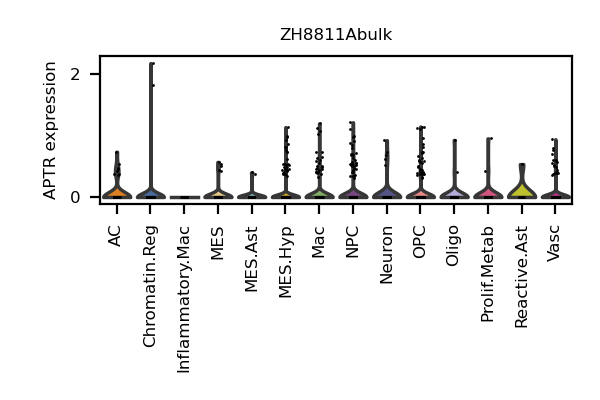 ZH8811Abulk
APTR expression
2
0
AC
Chromatin.Reg
Inflammatory.Mac
MES
MES.Ast
MES.Hyp
Mac
NPC
Neuron
OPC
Oligo
Prolif.Metab
Reactive.Ast
Vasc